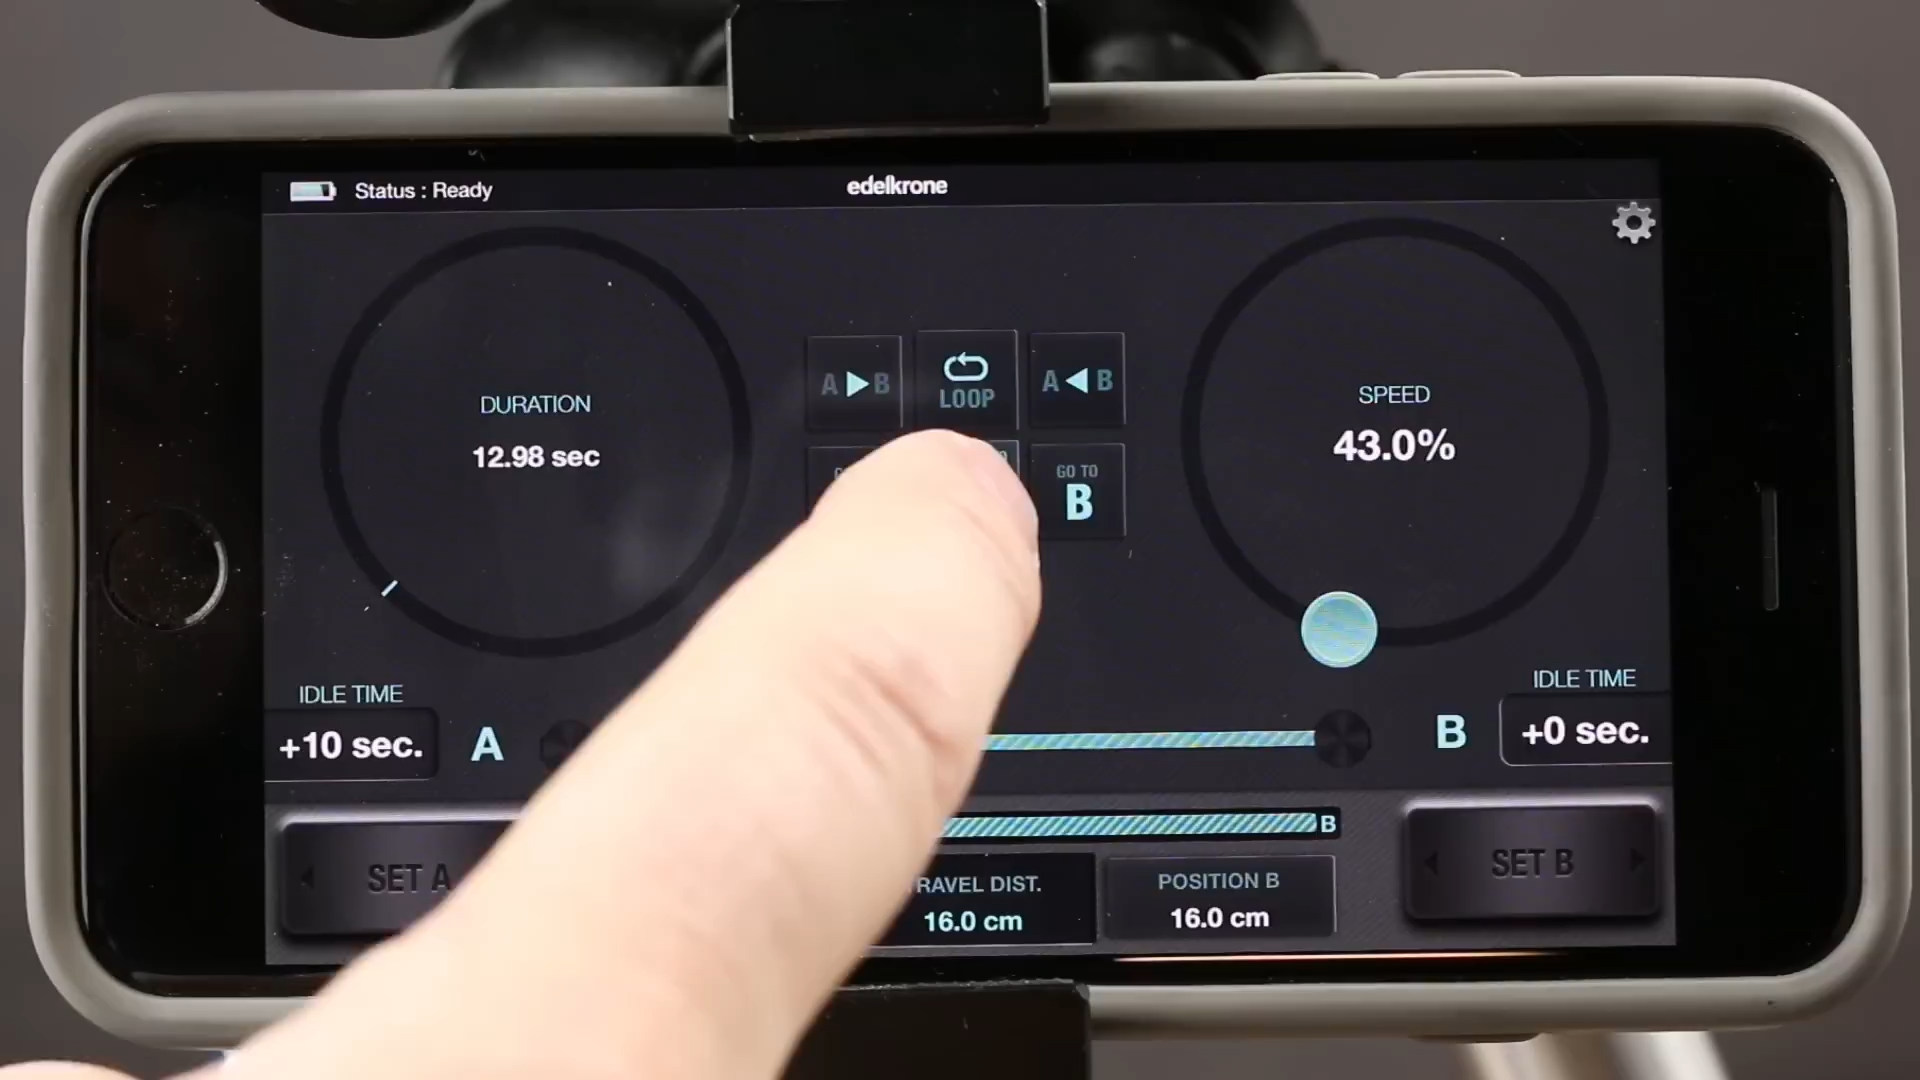 Status : Ready
edelkrone
DURATION
12.98 sec
A B
LOOP
A B
GO TO
B
SPEED
43.0%
IDLE TIME
+10 sec.
A
B
IDLE TIME
+0 sec.
B
SET A
TRAVEL DIST.
16.0 cm
POSITION B
16.0 cm
SET B